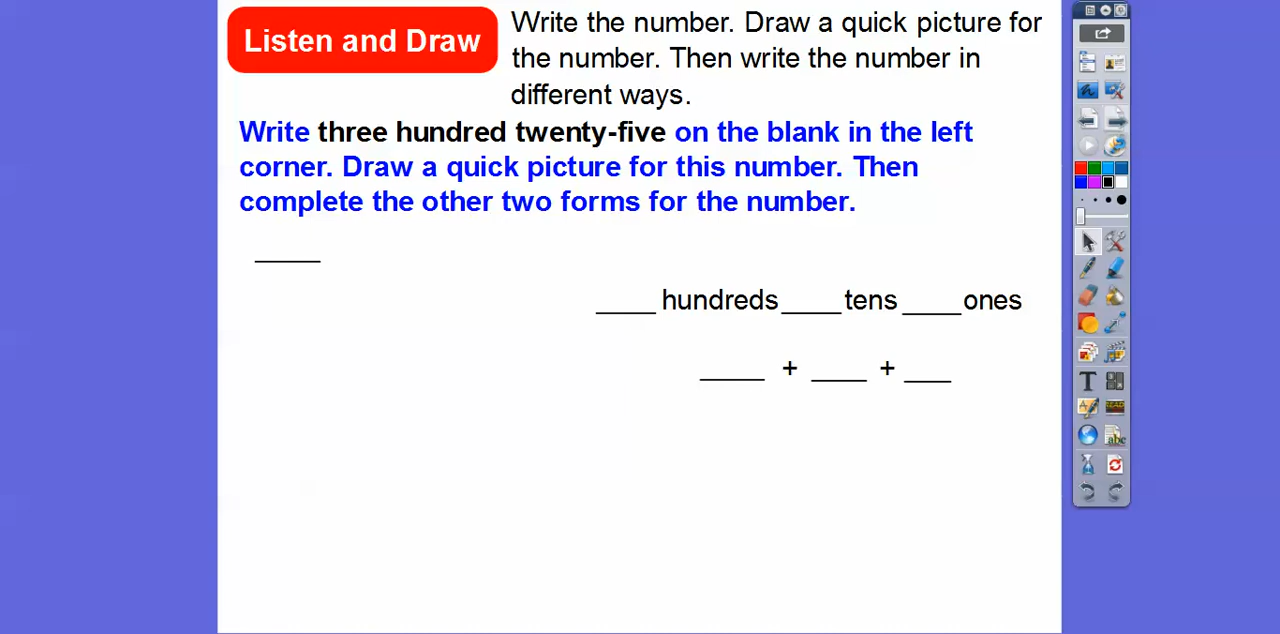 Listen and Draw
Write the number. Draw a quick picture for
the number. Then write the number in
different ways.
Write three hundred twenty-five on the blank in the left
corner. Draw a quick picture for this number. Then
complete the other two forms for the number.
_____
____ hundreds ____ tens ____ ones
____ + ____ + ___